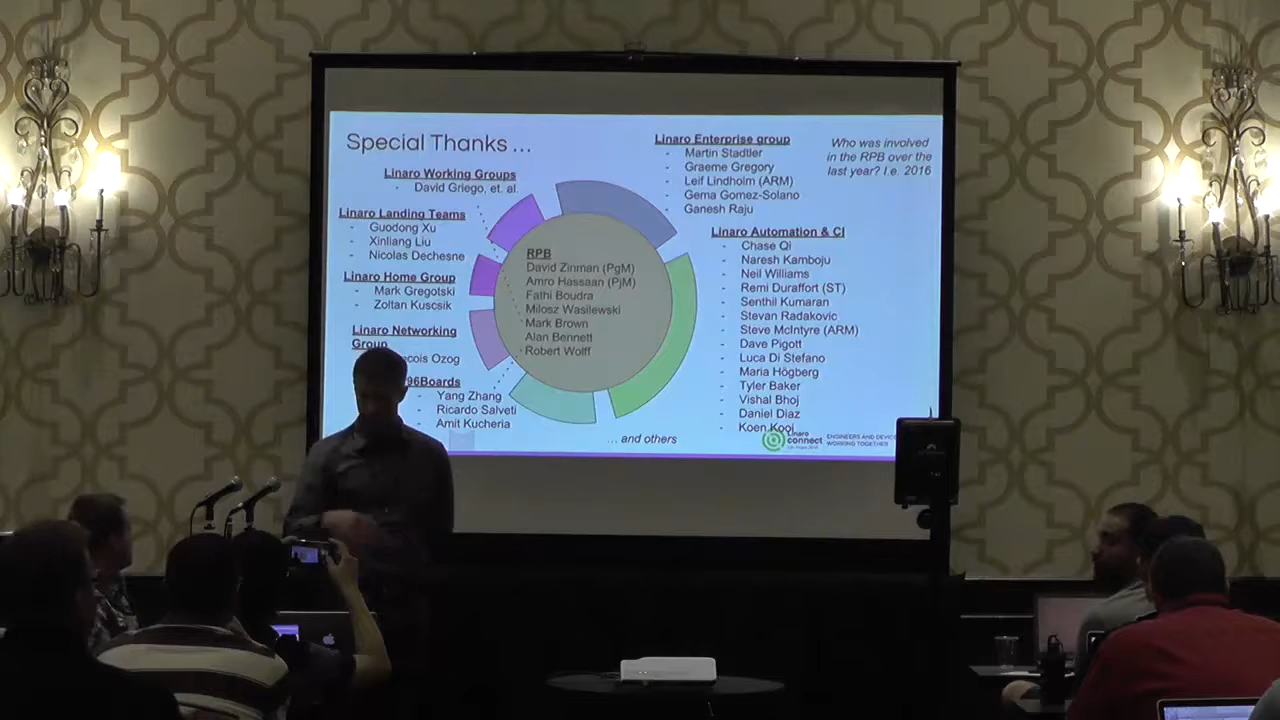 Special Thanks ...
Linaro Working Groups
- David Griego, et. al.
Linaro Landing Teams
- Guodong Xu
- Xinliang Liu
- Nicolas Dechesne
Linaro Home Group
- Mark Gregotski
- Zoltan Kuscsik
Linaro Networking
Group
cois Ozog
96Boards
- Yang Zhang
- Ricardo Salveti
- Amit Kucheria
RPB
David Zinman (PgM)
Amro Hassaan (PjM)
Fathi Boudra
Milosz Wasilewski
Mark Brown
Alan Bennett
Robert Wolff
Linaro Enterprise group
- Martin Stadtler
- Graeme Gregory
- Leif Lindholm (ARM)
- Gema Gomez-Solano
- Ganesh Raju
Who was involved
in the RPB over the
last year? I.e. 2016
Linaro Automation & CI
- Chase Qi
- Naresh Kamboju
- Neil Williams
- Remi Duraffort (ST)
- Senthil Kumaran
- Stevan Radakovic
- Steve McIntyre (ARM)
- Dave Pigott
- Luca Di Stefano
- Maria Högberg
- Tyler Baker
- Vishal Bhoj
- Daniel Diaz
- Koen Kooi
... and others
Linaro
connect
Las Vegas 2016
ENGINEERS AND DEVIC
WORKING TOGETHER